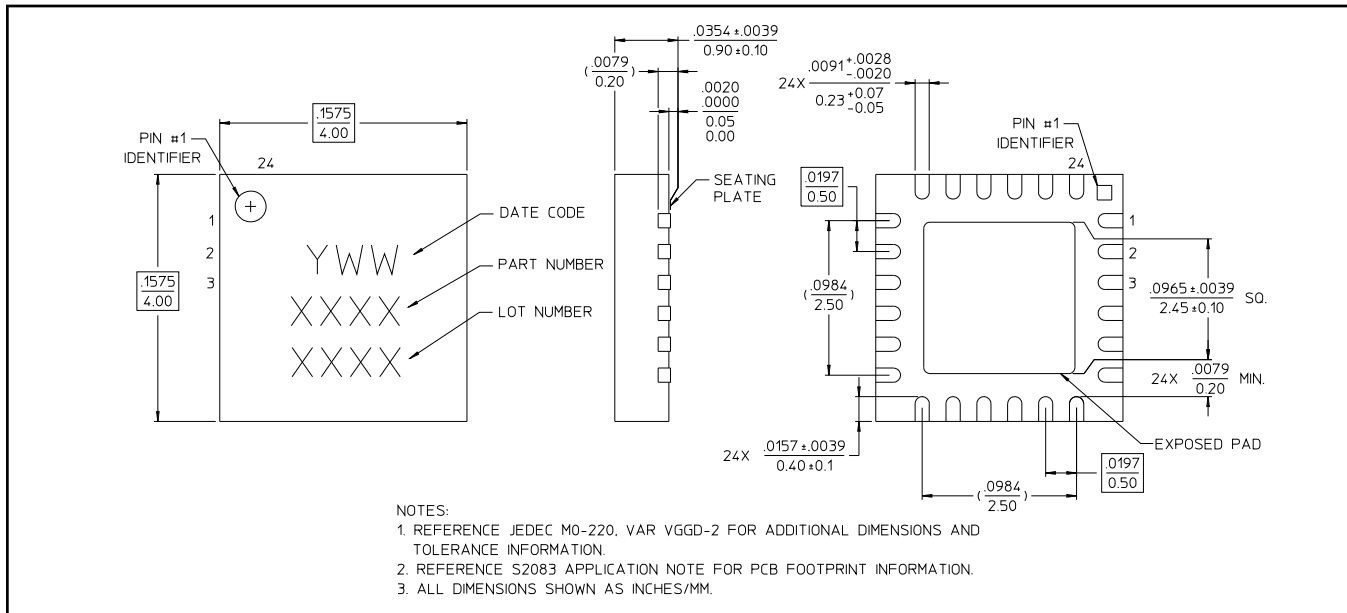 .1575
4.00
PIN #1
IDENTIFIER
24
1
2
3
.1575
4.00
YWW
XXXX
XXXX
DATE CODE
PART NUMBER
LOT NUMBER
.0354 ±.0039
0.90 ±0.10
(.0079
0.20)
.0020
.0000
0.05
0.00
SEATING
PLATE
24X .0091 +.0028
-.0020
0.23 +0.07
-0.05
PIN #1
IDENTIFIER
24
.0197
0.50
1
2
3
(.0984
2.50)
.0965 ±.0039
2.45 ±0.10 SQ.
24X .0079
0.20 MIN.
EXPOSED PAD
24X .0157 ±.0039
0.40 ±0.1
.0197
0.50
(.0984
2.50)
NOTES:
1. REFERENCE JEDEC MO-220, VAR VGGD-2 FOR ADDITIONAL DIMENSIONS AND
TOLERANCE INFORMATION.
2. REFERENCE S2083 APPLICATION NOTE FOR PCB FOOTPRINT INFORMATION.
3. ALL DIMENSIONS SHOWN AS INCHES/MM.